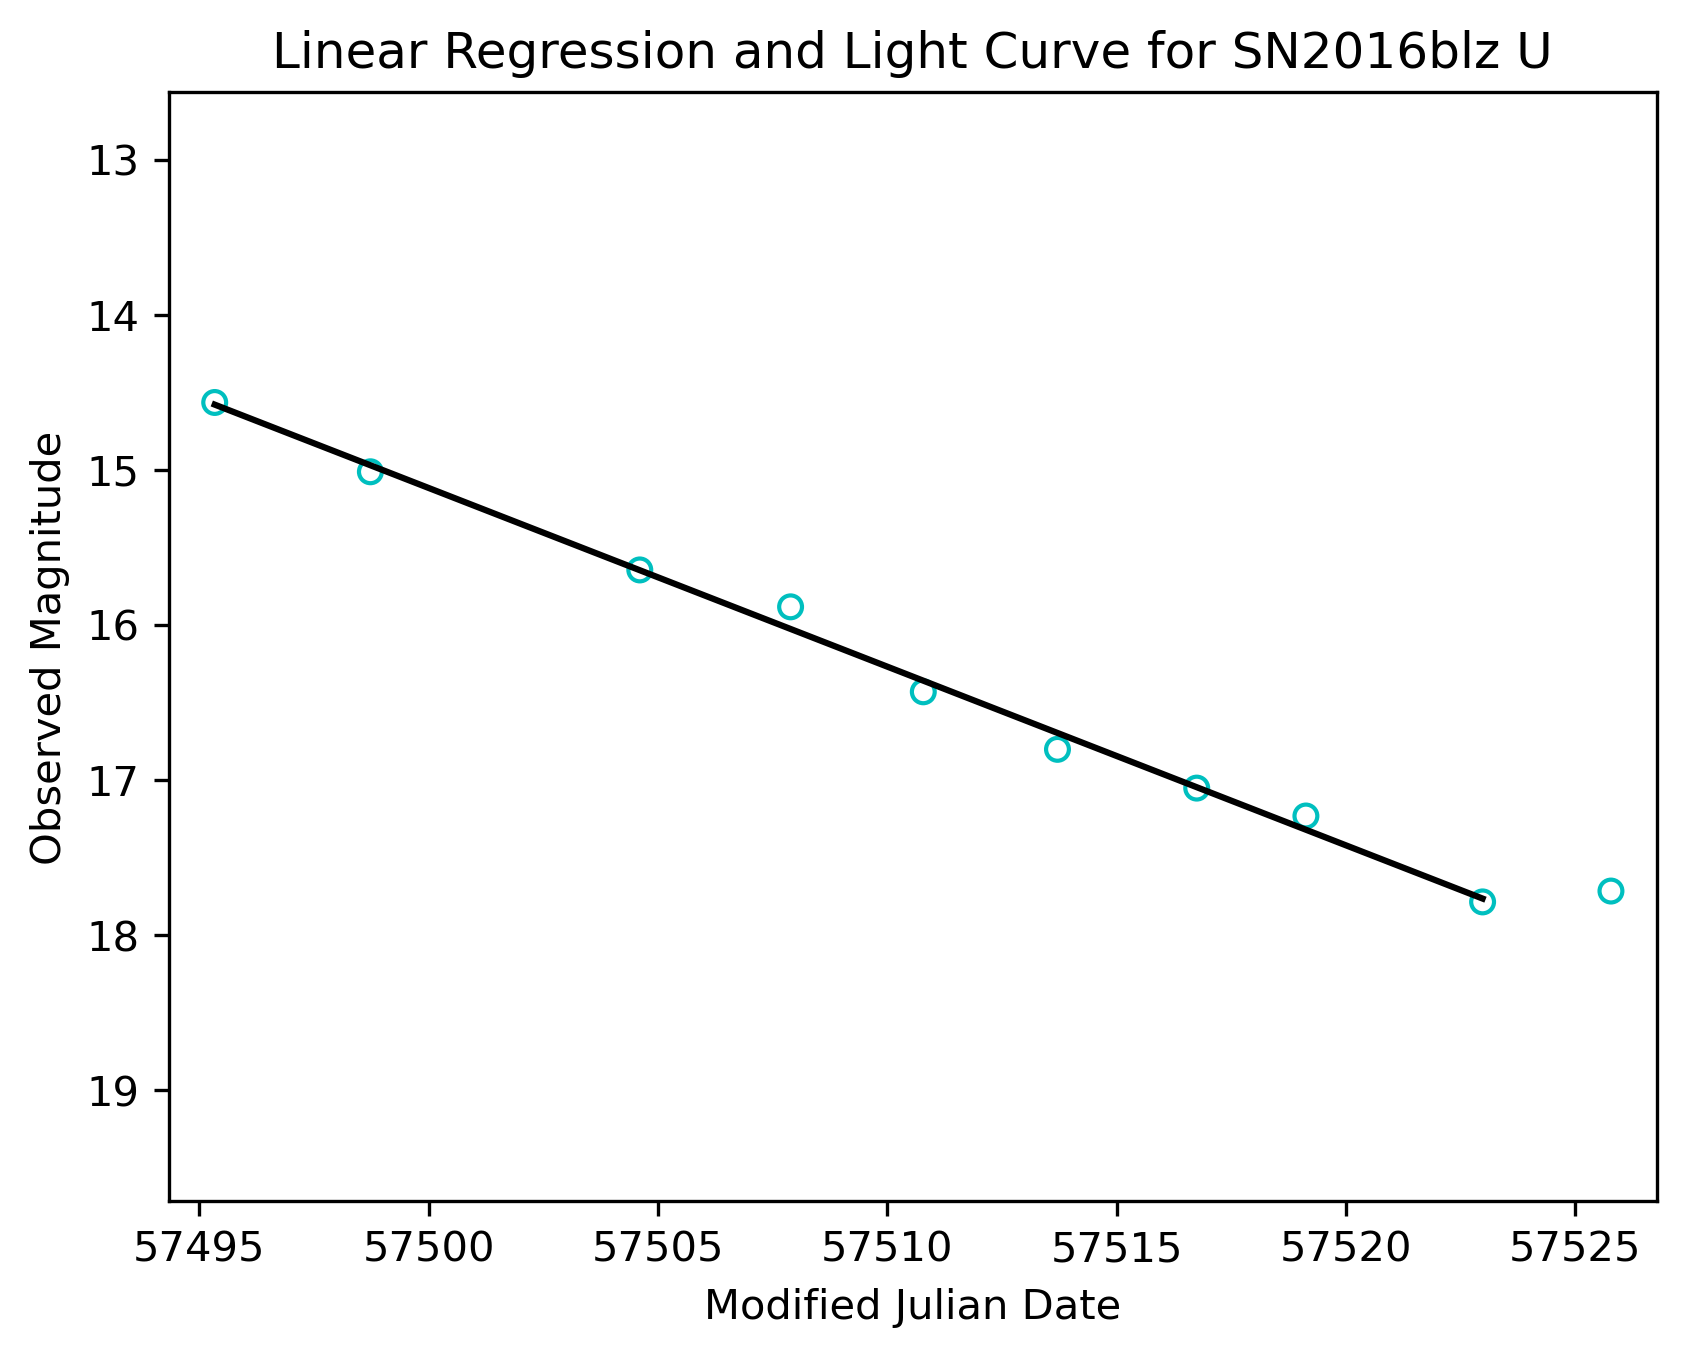 Linear Regression and Light Curve for SN2016blz U
13
14
15
16
17
18
19
Observed Magnitude
57495 57500 57505 57510 57515 57520 57525
Modified Julian Date